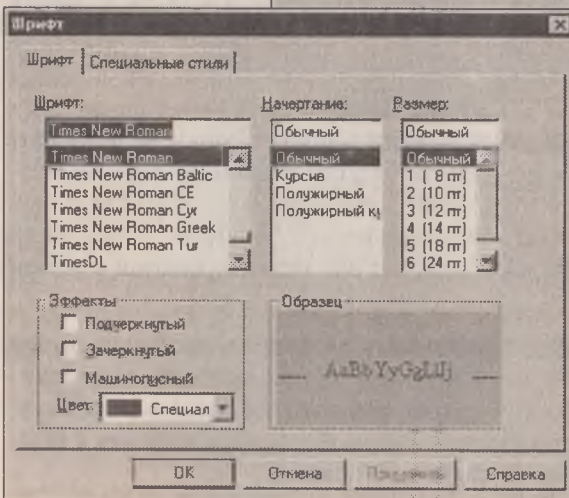 Шрифт
Шрифт Специальные стили
Шрифт: Начертание: Размер:
Times New Roman Обычный Обычный
Times New Roman Обычный Обычный
Times New Roman Baltic Курсив 1 ( 8 пт)
Times New Roman CE Полужирный 2 (10 пт)
Times New Roman Cyr Полужирный ку 3 (12 пт)
Times New Roman Greek 4 (14 пт)
Times New Roman Tur 5 (18 пт)
TimesDL 6 (24 пт)
Эффекты Образец
Подчеркнутый
Зачеркнутый
Машинописный
Цвет: Специал
OK Отмена Справка